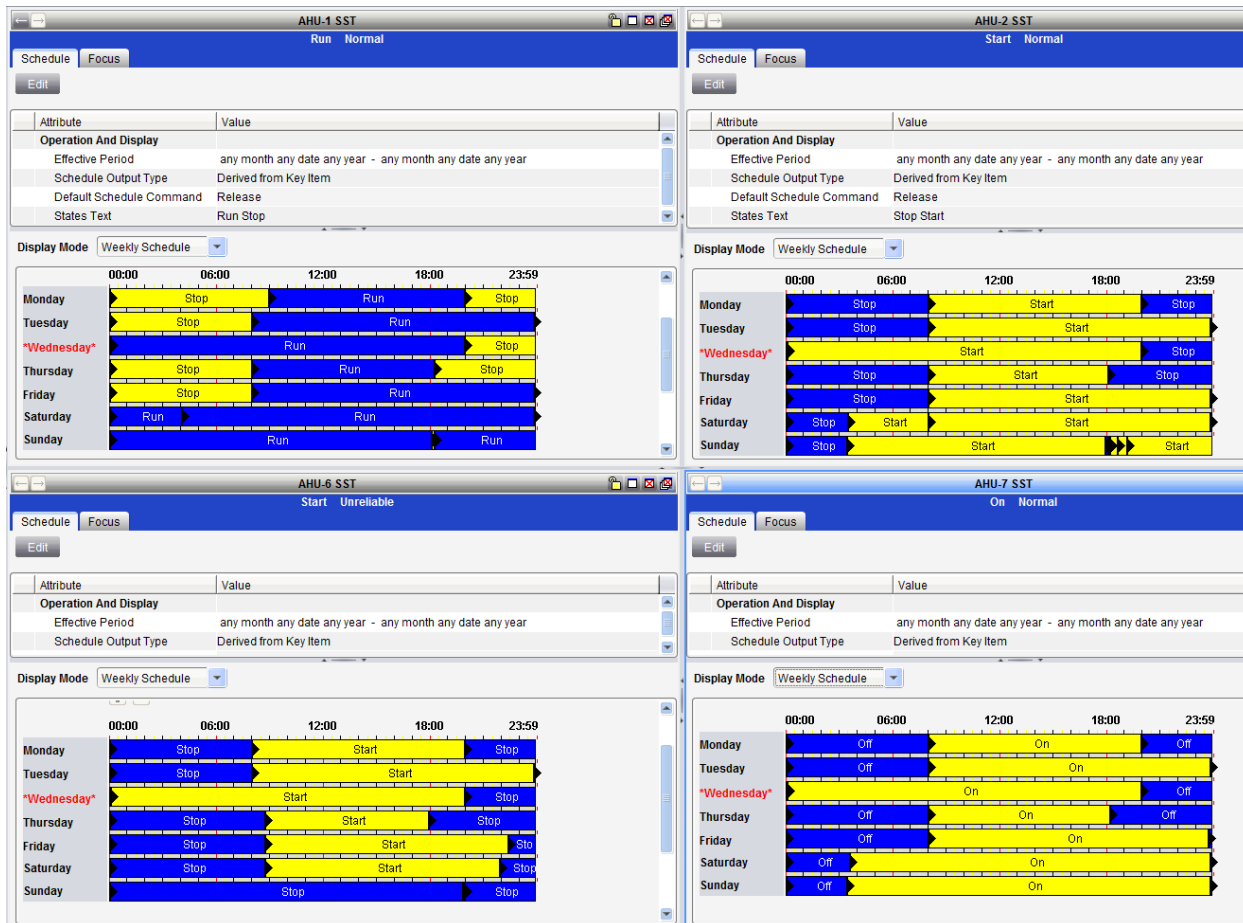 AHU-1 SST
Run Normal
Schedule Focus
Edit
Attribute Value
Operation And Display
Effective Period any month any date any year - any month any date any year
Schedule Output Type Derived from Key Item
Default Schedule Command Release
States Text Run Stop
Display Mode Weekly Schedule
00:00 06:00 12:00 18:00 23:59
Monday Stop Run Stop
Tuesday Stop Run
*Wednesday* Run Stop
Thursday Stop Run Stop
Friday Stop Run
Saturday Run Run
Sunday Run Run
AHU-2 SST
Start Normal
Schedule Focus
Edit
Attribute Value
Operation And Display
Effective Period any month any date any year - any month any date any year
Schedule Output Type Derived from Key Item
Default Schedule Command Release
States Text Stop Start
Display Mode Weekly Schedule
00:00 06:00 12:00 18:00 23:59
Monday Stop Start Stop
Tuesday Stop Start
*Wednesday* Start Stop
Thursday Stop Start Stop
Friday Stop Start
Saturday Stop Start Start
Sunday Stop Start Start
AHU-6 SST
Start Unreliable
Schedule Focus
Edit
Attribute Value
Operation And Display
Effective Period any month any date any year - any month any date any year
Schedule Output Type Derived from Key Item
Display Mode Weekly Schedule
00:00 06:00 12:00 18:00 23:59
Monday Stop Start Stop
Tuesday Stop Start
*Wednesday* Start Stop
Thursday Stop Start Stop
Friday Stop Start Sto
Saturday Stop Start Stop
Sunday Stop Stop
AHU-7 SST
On Normal
Schedule Focus
Edit
Attribute Value
Operation And Display
Effective Period any month any date any year - any month any date any year
Schedule Output Type Derived from Key Item
Display Mode Weekly Schedule
00:00 06:00 12:00 18:00 23:59
Monday Off On Off
Tuesday Off On
*Wednesday* On Off
Thursday Off On Off
Friday Off On
Saturday Off On
Sunday Off On